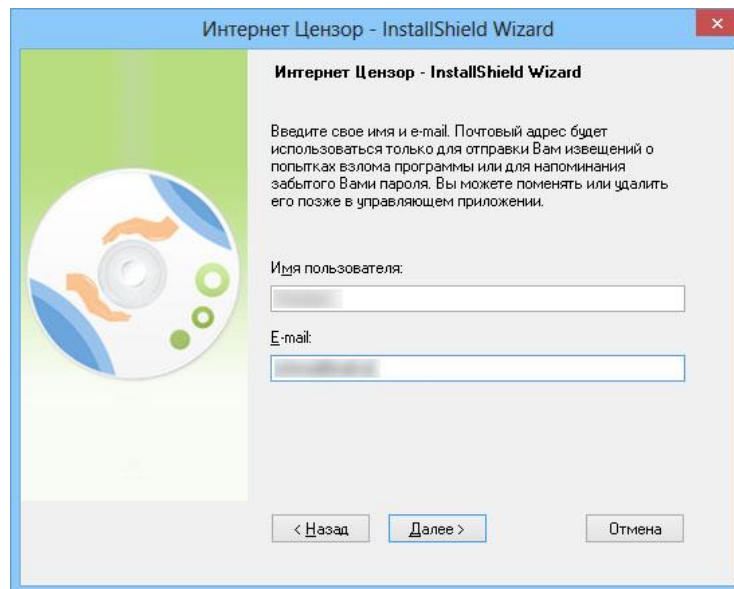 Интернет Цензор - InstallShield Wizard
Интернет Цензор - InstallShield Wizard
Введите свое имя и e-mail. Почтовый адрес будет
использоваться только для отправки Вам извещений о
попытках взлома программы или для напоминания
забытого Вами пароля. Вы можете поменять или удалить
его позже в управляющем приложении.
Имя пользователя:
E-mail:
< Назад
Далее >
Отмена